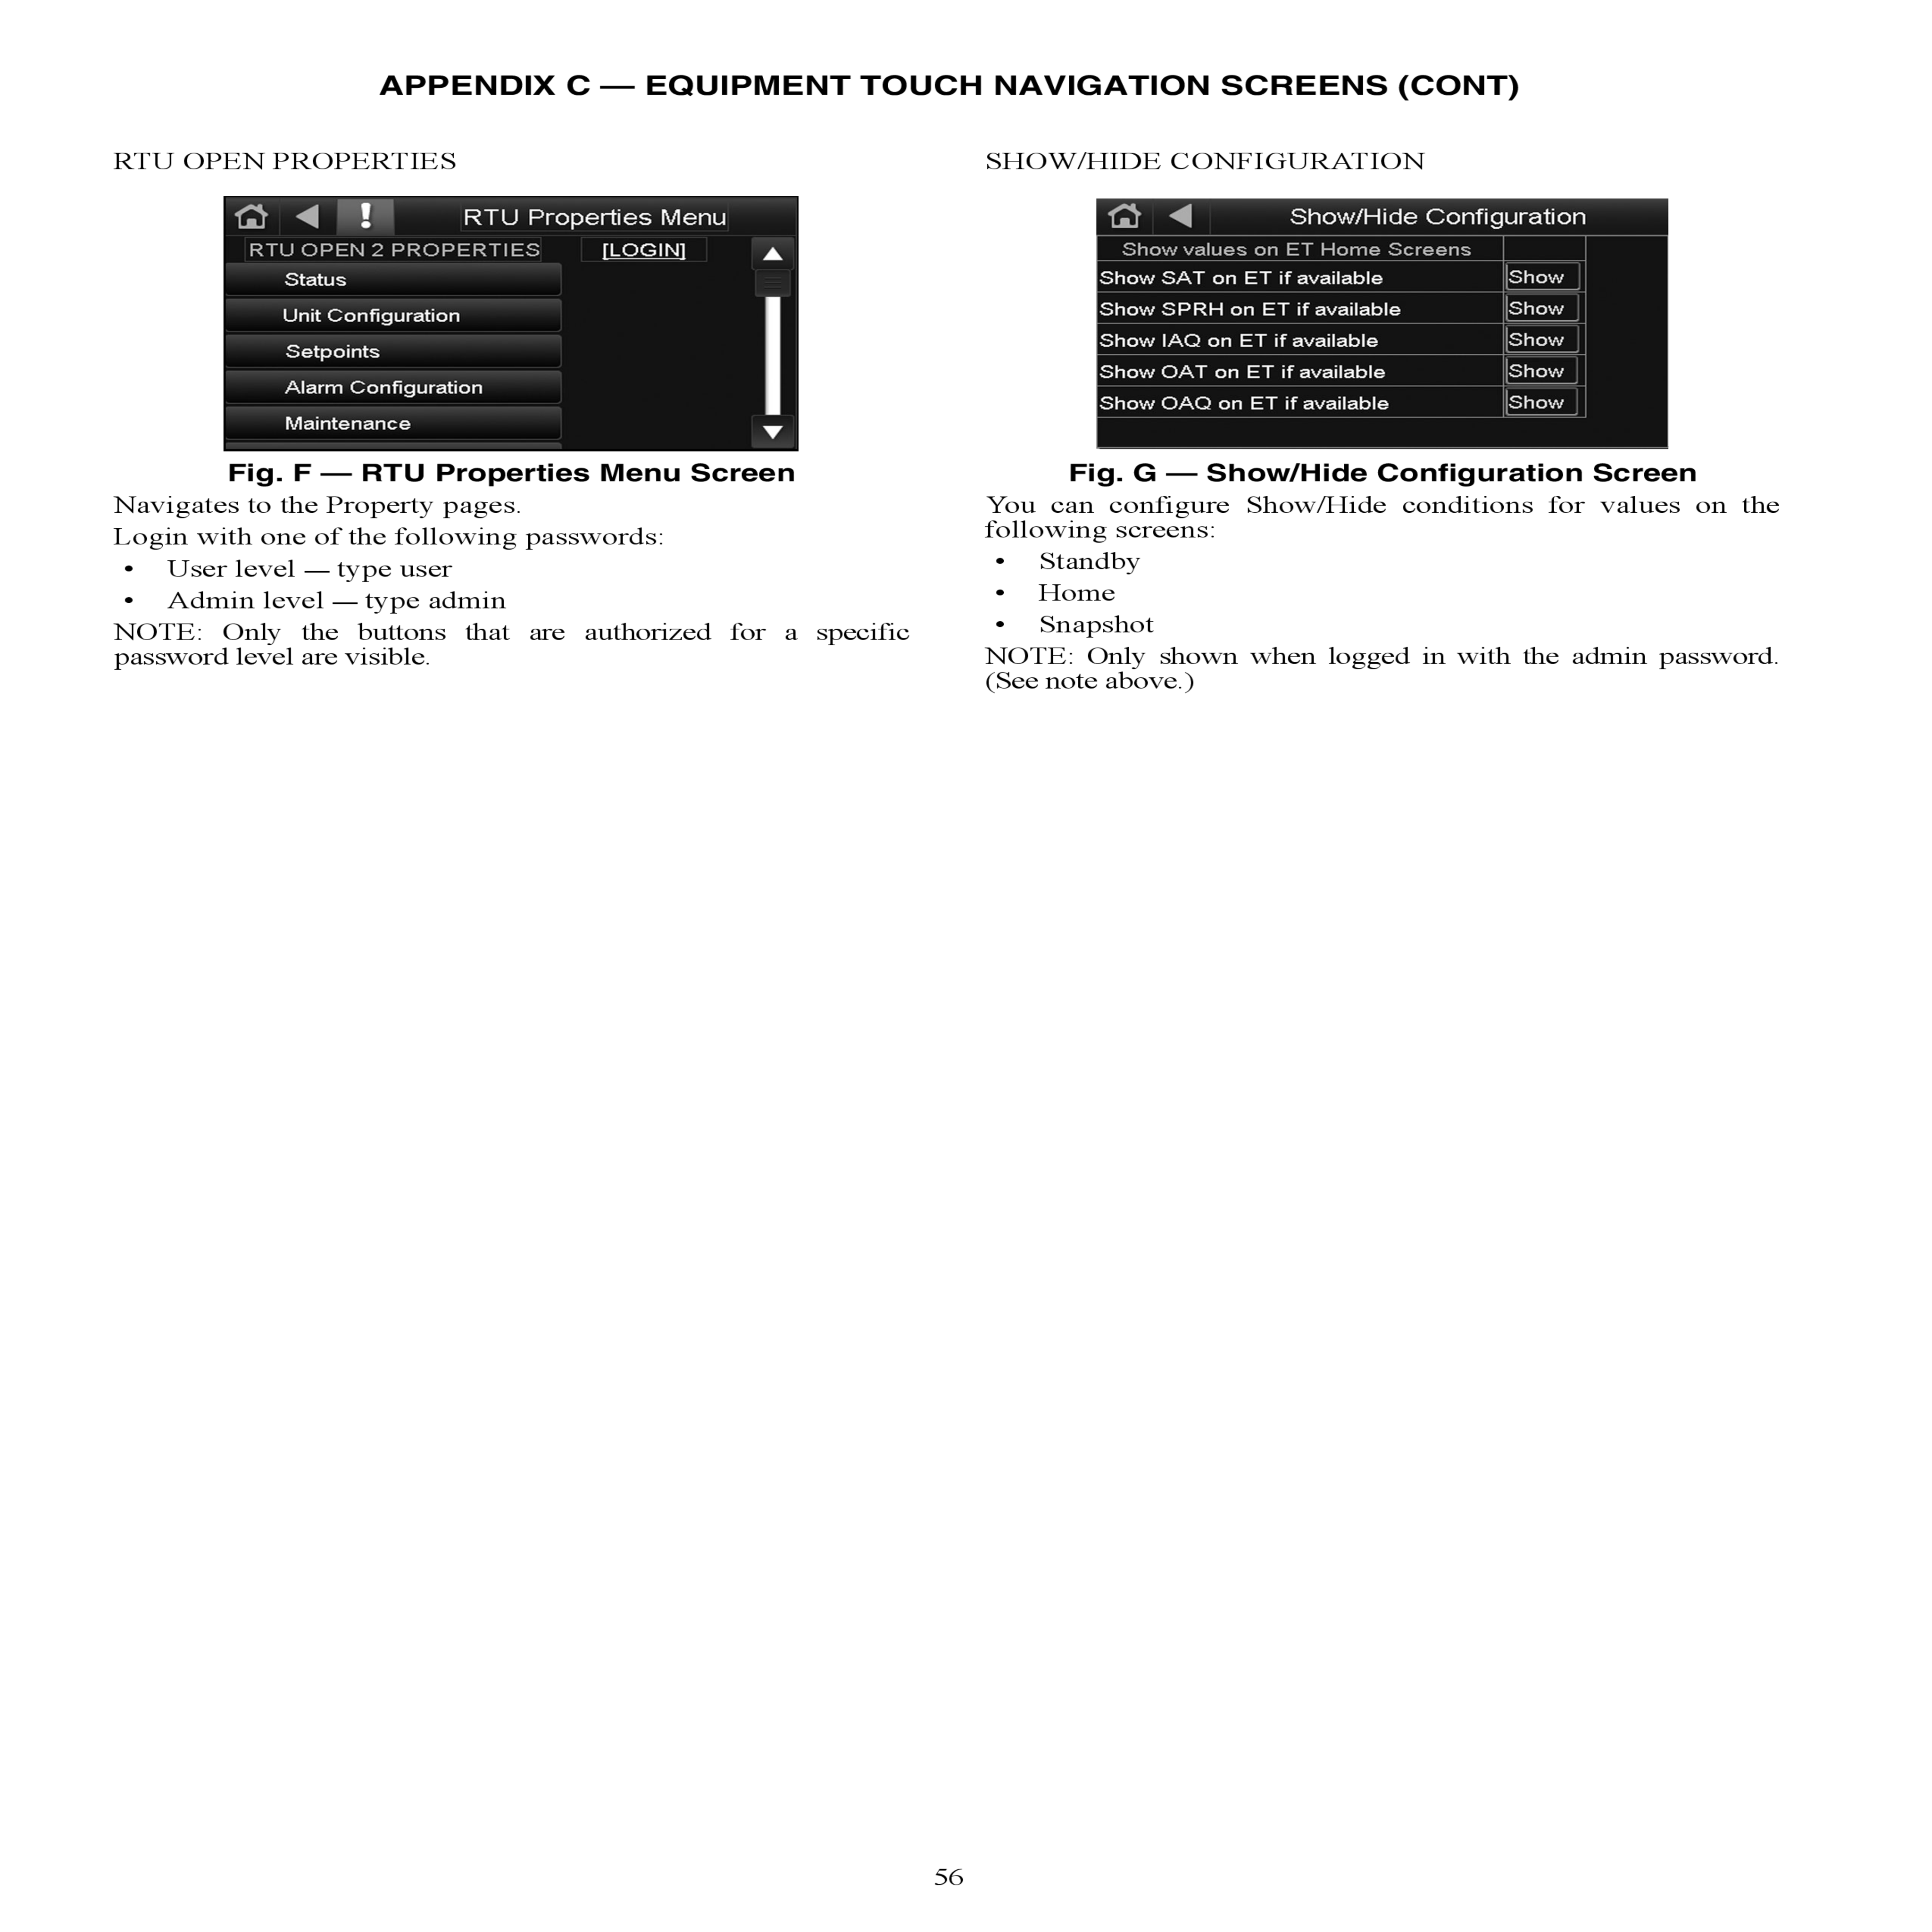 APPENDIX C — EQUIPMENT TOUCH NAVIGATION SCREENS (CONT)
RTU OPEN PROPERTIES
RTU Properties Menu
RTU OPEN 2 PROPERTIES [LOGIN]
Status
Unit Configuration
Setpoints
Alarm Configuration
Maintenance
Fig. F — RTU Properties Menu Screen
Navigates to the Property pages.
Login with one of the following passwords:
• User level — type user
• Admin level — type admin
NOTE: Only the buttons that are authorized for a specific
password level are visible.
SHOW/HIDE CONFIGURATION
Show/Hide Configuration
Show values on ET Home Screens
Show SAT on ET if available Show
Show SPRH on ET if available Show
Show IAQ on ET if available Show
Show OAT on ET if available Show
Show OAQ on ET if available Show
Fig. G — Show/Hide Configuration Screen
You can configure Show/Hide conditions for values on the
following screens:
• Standby
• Home
• Snapshot
NOTE: Only shown when logged in with the admin password.
(See note above.)
56